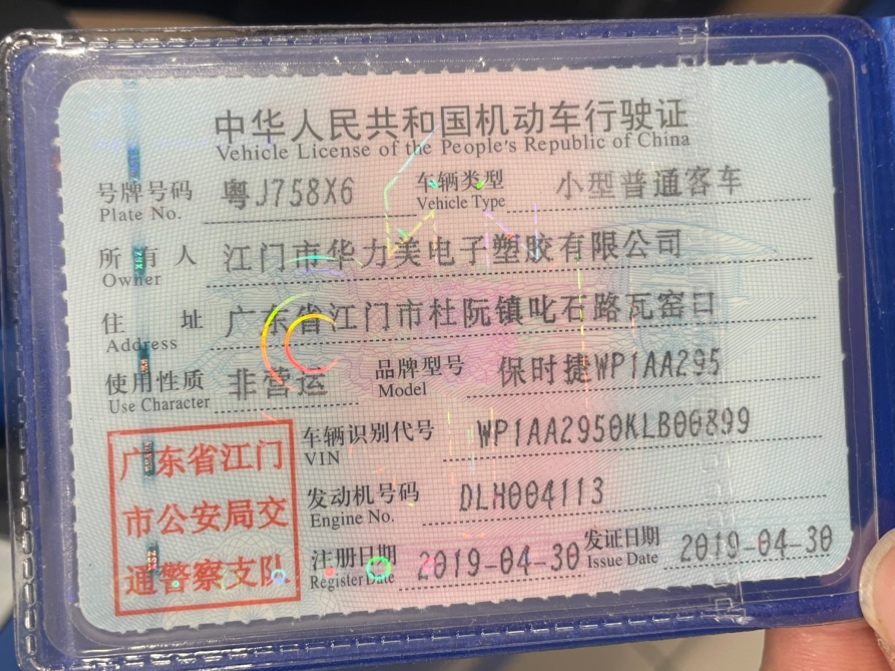 中华人民共和国机动车行驶证
Vehicle License of the People's Republic of China
号牌号码 粤J758X6 车辆类型 小型普通客车
Plate No. Vehicle Type
所有人 江门市华力美电子塑胶有限公司
Owner
住址 广东省江门市杜阮镇叱石路瓦窑口
Address
使用性质 非营运 品牌型号 保时捷WP1AA295
Use Character Model
车辆识别代号 WP1AA2950KLB06899
VIN
发动机号码 DLH004113
Engine No.
注册日期 2019-04-30 发证日期 2019-04-30
Register Date Issue Date
广东省江门
市公安局交
通警察支队